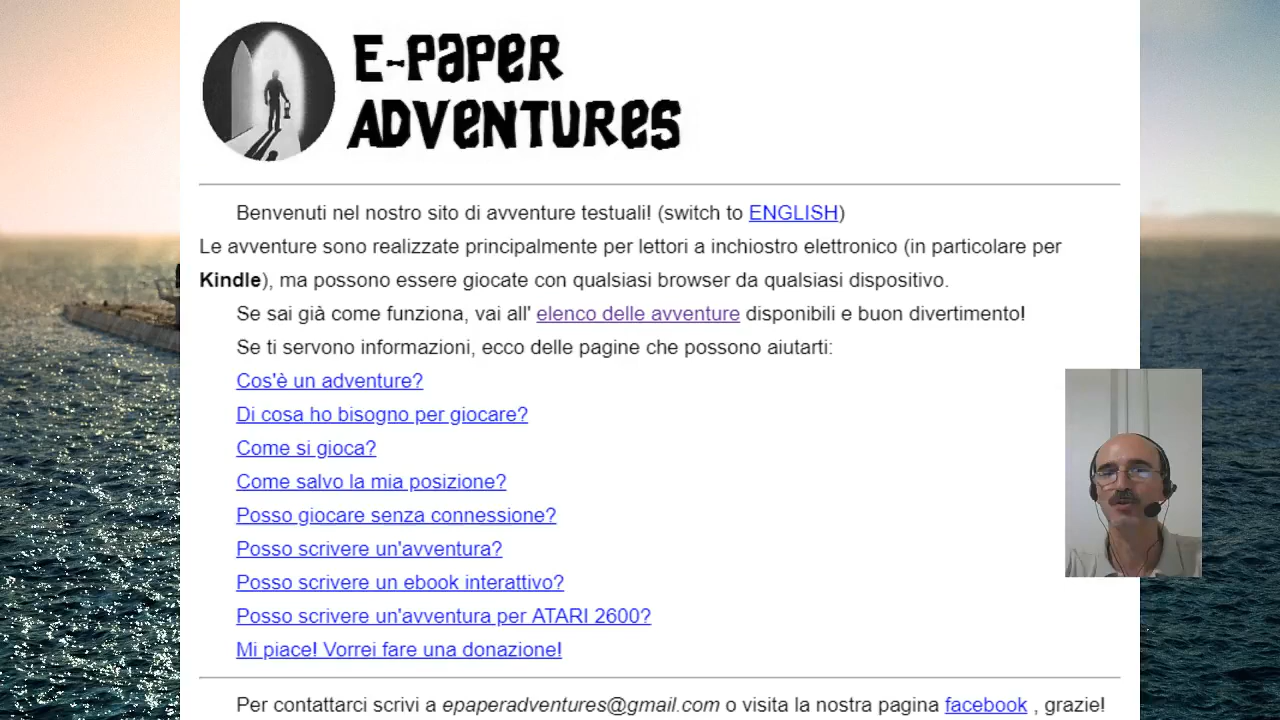 E-PAPER
ADVENTURES
Benvenuti nel nostro sito di avventure testuali! (switch to ENGLISH)
Le avventure sono realizzate principalmente per lettori a inchiostro elettronico (in particolare per
Kindle), ma possono essere giocate con qualsiasi browser da qualsiasi dispositivo.
Se sai già come funziona, vai all' elenco delle avventure disponibili e buon divertimento!
Se ti servono informazioni, ecco delle pagine che possono aiutarti:
Cos'è un adventure?
Di cosa ho bisogno per giocare?
Come si gioca?
Come salvo la mia posizione?
Posso giocare senza connessione?
Posso scrivere un'avventura?
Posso scrivere un ebook interattivo?
Posso scrivere un'avventura per ATARI 2600?
Mi piace! Vorrei fare una donazione!
Per contattarci scrivi a epaperadventures@gmail.com o visita la nostra pagina facebook , grazie!